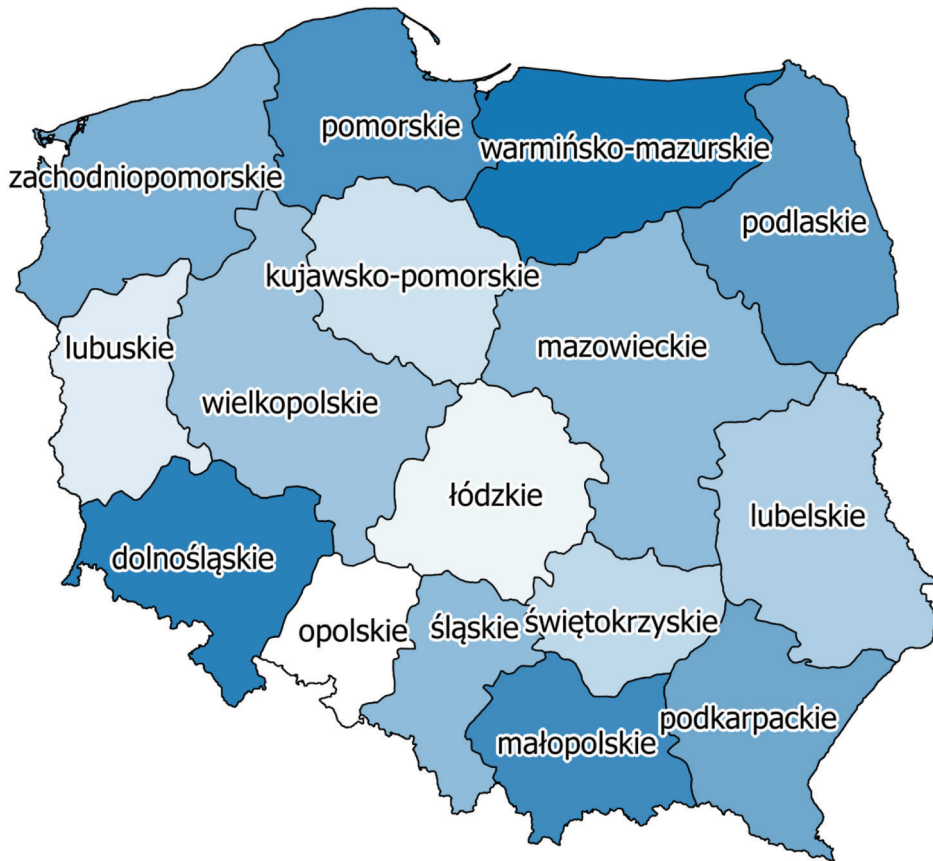 pomorskie
warmińsko-mazurskie
zachodniopomorskie
podlaskie
kujawsko-pomorskie
lubuskie
mazowieckie
wielkopolskie
łódzkie
lubelskie
dolnośląskie
opolskie
śląskie
świętokrzyskie
podkarpackie
małopolskie